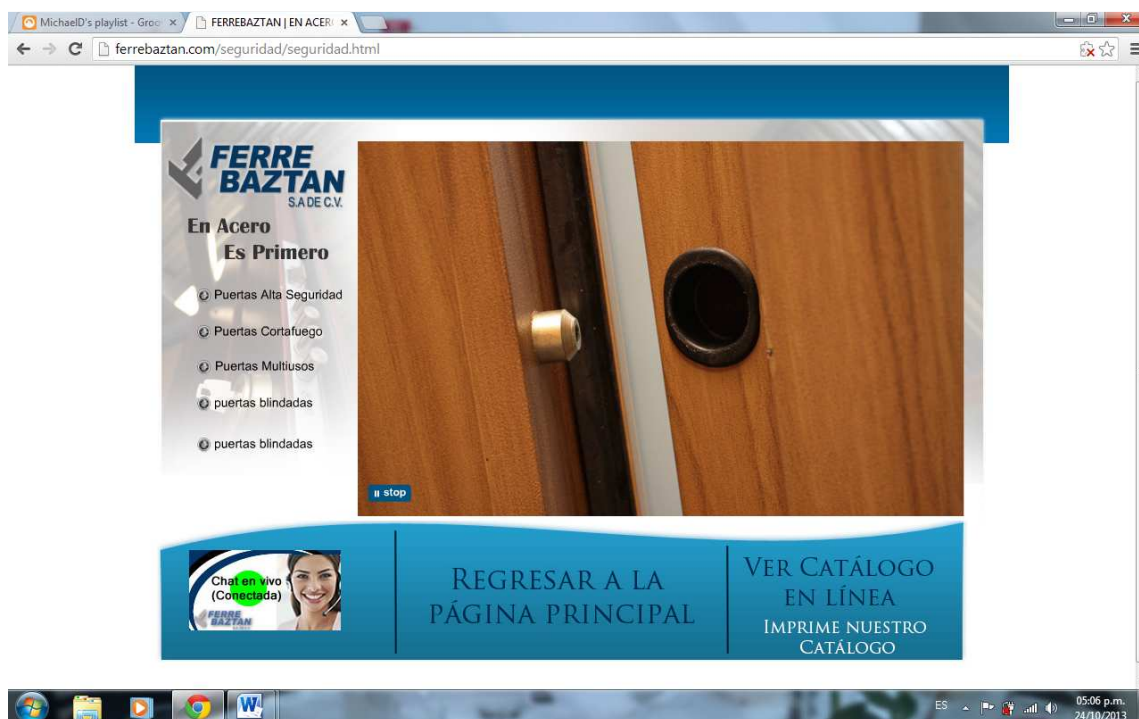 MichaelD's playlist - Groo
FERREBAZTAN | EN ACER
ferrebaztan.com/seguridad/seguridad.html
FERRE
BAZTAN
S.A DE C.V.
En Acero
Es Primero
Puertas Alta Seguridad
Puertas Cortafuego
Puertas Multiusos
puertas blindadas
puertas blindadas
stop
Chat en vivo
(Conectada)
FERRE
BAZTAN
REGRESAR A LA
PÁGINA PRINCIPAL
VER CATÁLOGO
EN LÍNEA
IMPRIME NUESTRO
CATÁLOGO
ES
05:06 p.m.
24/10/2013